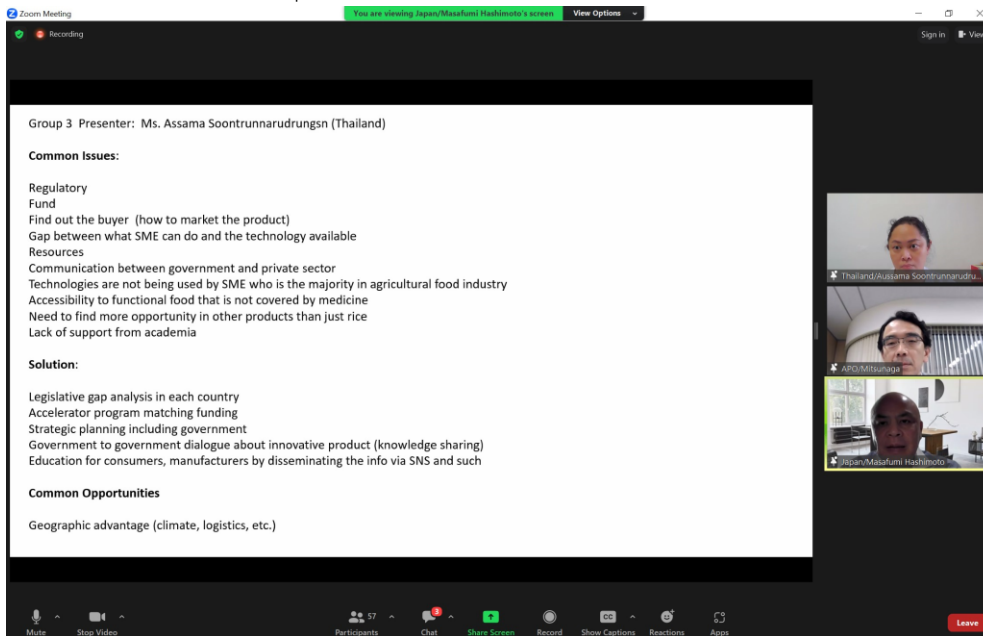 Zoom Meeting
You are viewing Japan/Masafumi Hashimoto's screen
View Options
Recording
Sign in
View
Group 3 Presenter: Ms. Assama Soontrunnarudrungsn (Thailand)
Common Issues:
Regulatory
Fund
Find out the buyer (how to market the product)
Gap between what SME can do and the technology available
Resources
Communication between government and private sector
Technologies are not being used by SME who is the majority in agricultural food industry
Accessibility to functional food that is not covered by medicine
Need to find more opportunity in other products than just rice
Lack of support from academia
Solution:
Legislative gap analysis in each country
Accelerator program matching funding
Strategic planning including government
Government to government dialogue about innovative product (knowledge sharing)
Education for consumers, manufacturers by disseminating the info via SNS and such
Common Opportunities
Geographic advantage (climate, logistics, etc.)
Thailand/Aussama Soontrunnarudru...
APO/Mitsunaga
Japan/Masafumi Hashimoto
Mute
Stop Video
57
Participants
3
Chat
Share Screen
Record
CC
Show Captions
Reactions
Apps
Leave